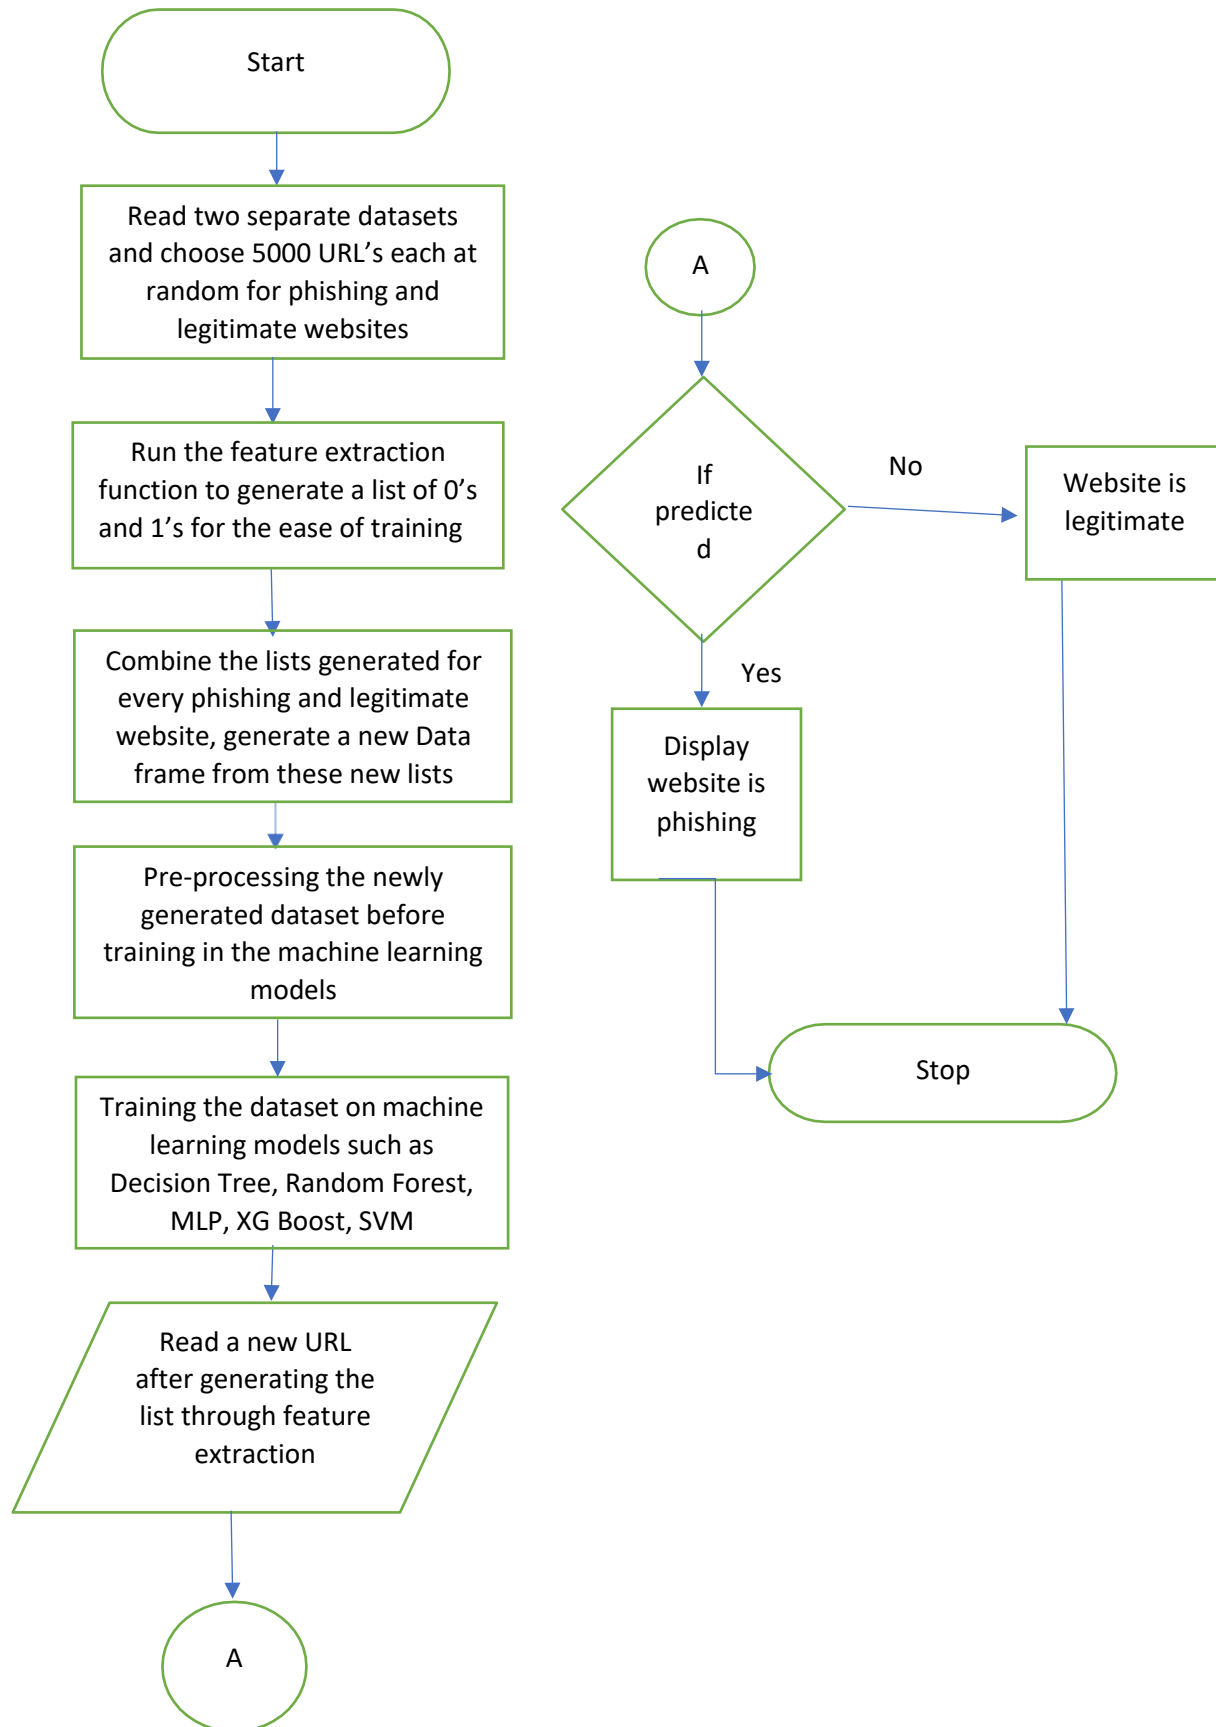 Start
Read two separate datasets
and choose 5000 URL’s each at
random for phishing and
legitimate websites
Run the feature extraction
function to generate a list of 0’s
and 1’s for the ease of training
Combine the lists generated for
every phishing and legitimate
website, generate a new Data
frame from these new lists
Pre-processing the newly
generated dataset before
training in the machine learning
models
Training the dataset on machine
learning models such as
Decision Tree, Random Forest,
MLP, XG Boost, SVM
Read a new URL
after generating the
list through feature
extraction
A
A
If
predicte
d
No
Website is
legitimate
Yes
Display
website is
phishing
Stop